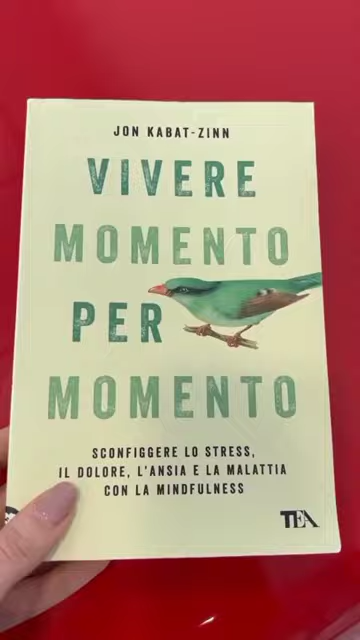 JON KABAT-ZINN
VIVERE
MOMENTO
PER
MOMENTO
SCONFIGGERE LO STRESS,
IL DOLORE, L'ANSIA E LA MALATTIA
CON LA MINDFULNESS
TEA